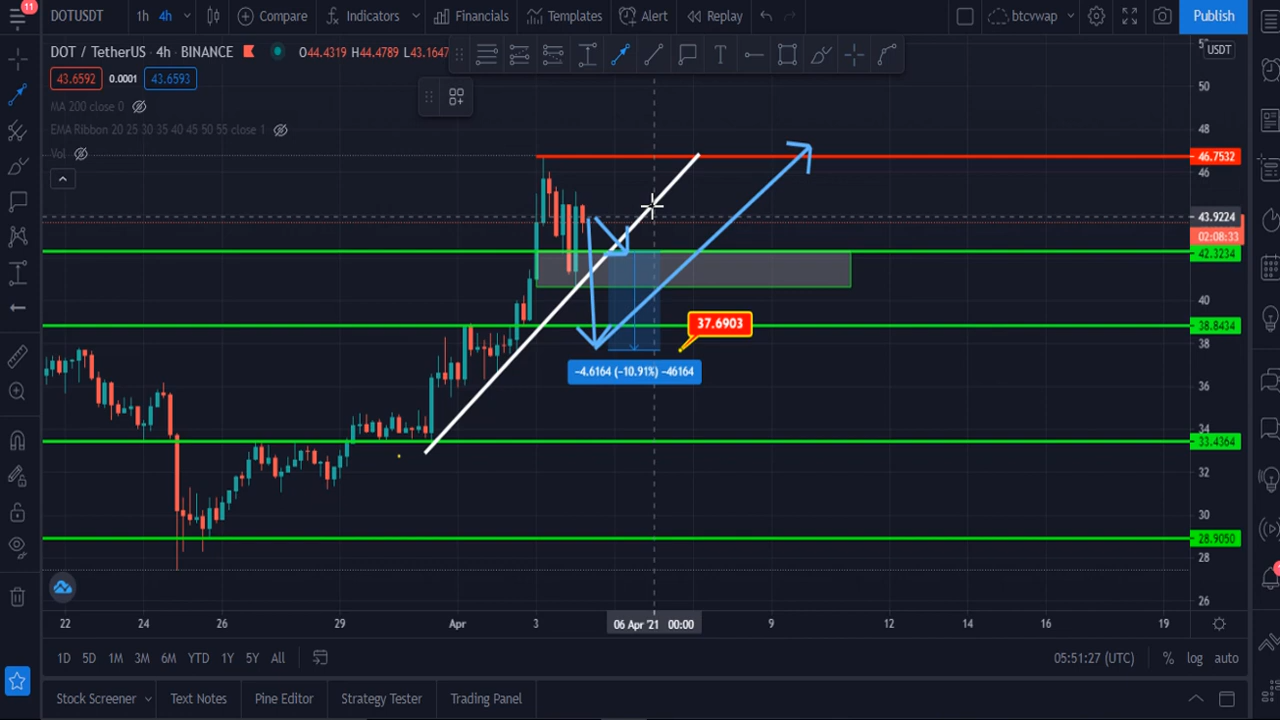 11
DOTUSDT 1h 4h Compare Indicators Financials Templates Alert Replay btcvwap Publish
DOT / TetherUS · 4h · BINANCE O44.4319 H44.4789 L43.1647
USDT
43.6592 0.0001 43.6593
MA 200 close 0
EMA Ribbon 20 25 30 35 40 45 50 55 close 1
Vol
50
48
46.7532
46
43.9224
02:08:33
42.3234
40
38.8434
38
36
34
33.4364
32
30
28.9050
28
26
37.6903
−4.6164 (−10.91%) −46164
22 24 26 29 Apr 3 06 Apr '21 00:00 9 12 14 16 19
1D 5D 1M 3M 6M YTD 1Y 5Y All 05:51:27 (UTC) % log auto
Stock Screener Text Notes Pine Editor Strategy Tester Trading Panel